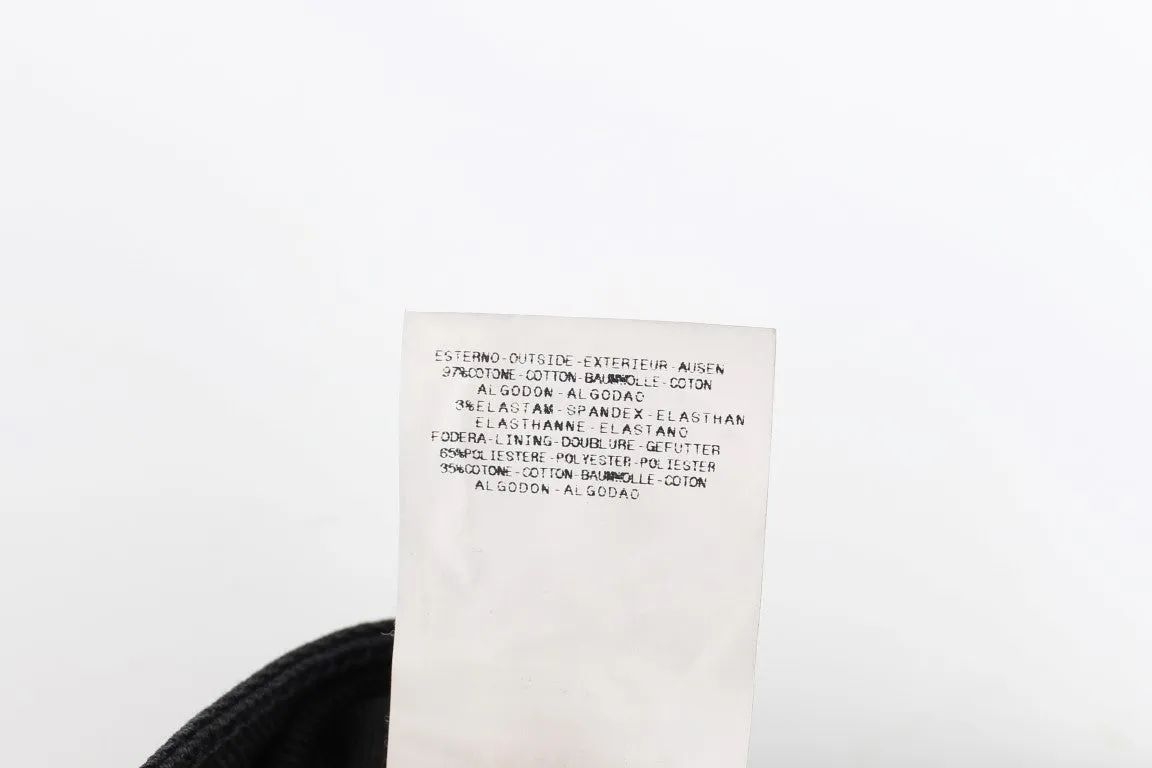 ESTERNO-OUTSIDE-EXTERIEUR-AUSEN
97%COTONE-COTTON-BAUMWOLLE-COTON
ALGODON-ALGODAO
3%ELASTAM-SPANDEX-ELASTHAN
ELASTHANNE-ELASTANO
FODERA-LINING-DOUBLURE-GEFUTTER
65%POLIESTERE-POLYESTER-POLIESTER
35%COTONE-COTTON-BAUMWOLLE-COTON
ALGODON-ALGODAO